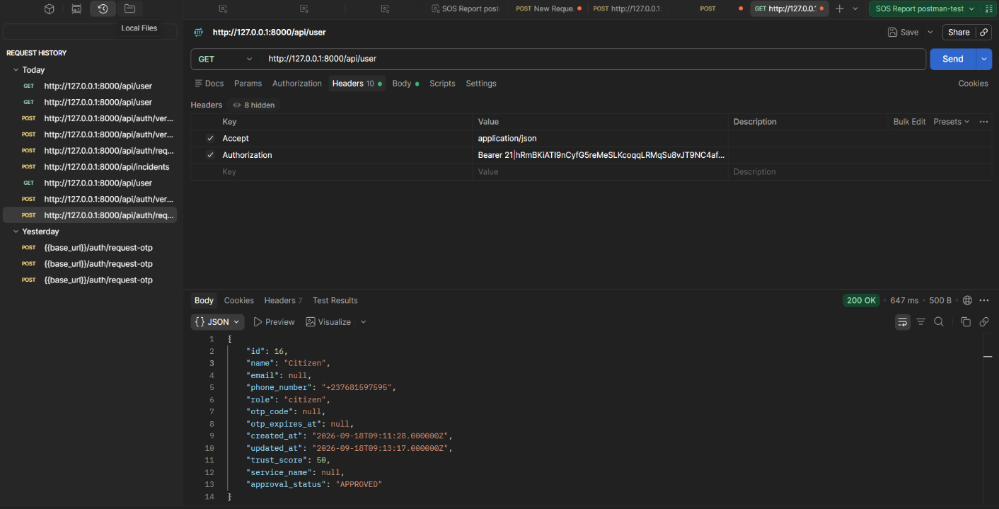 SOS Report post
POST New Reque
POST http://127.0.0.1:
POST
GET http://127.0.0.1
SOS Report postman-test
Local Files
http://127.0.0.1:8000/api/user
Save
Share
REQUEST HISTORY
GET
http://127.0.0.1:8000/api/user
Send
Today
GET http://127.0.0.1:8000/api/user
GET http://127.0.0.1:8000/api/user
POST http://127.0.0.1:8000/api/auth/ver...
POST http://127.0.0.1:8000/api/auth/ver...
POST http://127.0.0.1:8000/api/auth/req...
POST http://127.0.0.1:8000/api/incidents
GET http://127.0.0.1:8000/api/user
POST http://127.0.0.1:8000/api/auth/ver...
POST http://127.0.0.1:8000/api/auth/req...
Yesterday
POST {{base_url}}/auth/request-otp
POST {{base_url}}/auth/request-otp
POST {{base_url}}/auth/request-otp
Docs Params Authorization Headers 10 Body Scripts Settings Cookies
Headers 8 hidden
Key Value Description Bulk Edit Presets
Accept application/json
Authorization Bearer 21|hRmBKiATI9nCyfG5reMeSLKcoqqLRMqSu8vJT9NC4af...
Key Value Description
Body Cookies Headers 7 Test Results 200 OK • 647 ms • 500 B
{} JSON Preview Visualize
1 {
2 "id": 16,
3 "name": "Citizen",
4 "email": null,
5 "phone_number": "+237681597595",
6 "role": "citizen",
7 "otp_code": null,
8 "otp_expires_at": null,
9 "created_at": "2026-09-18T09:11:28.000000Z",
10 "updated_at": "2026-09-18T09:13:17.000000Z",
11 "trust_score": 50,
12 "service_name": null,
13 "approval_status": "APPROVED"
14 }